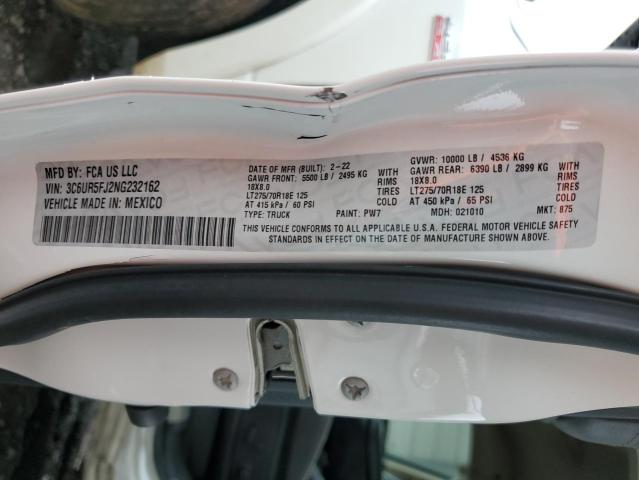 MFD BY: FCA US LLC
VIN: 3C6UR5FJ2NG232162
VEHICLE MADE IN: MEXICO
DATE OF MFR (BUILT): 2-22
GAWR FRONT: 5500 LB / 2495 KG
18X8.0 RIMS
LT275/70R18E 125 TIRES
AT 415 kPa / 60 PSI COLD
TYPE: TRUCK PAINT: PW7
GVWR: 10000 LB / 4536 KG
GAWR REAR: 6390 LB / 2899 KG
18X8.0 RIMS
LT275/70R18E 125 TIRES
AT 450 kPa / 65 PSI COLD
MDH: 021010 MKT: 875
THIS VEHICLE CONFORMS TO ALL APPLICABLE U.S.A. FEDERAL MOTOR VEHICLE SAFETY
STANDARDS IN EFFECT ON THE DATE OF MANUFACTURE SHOWN ABOVE.